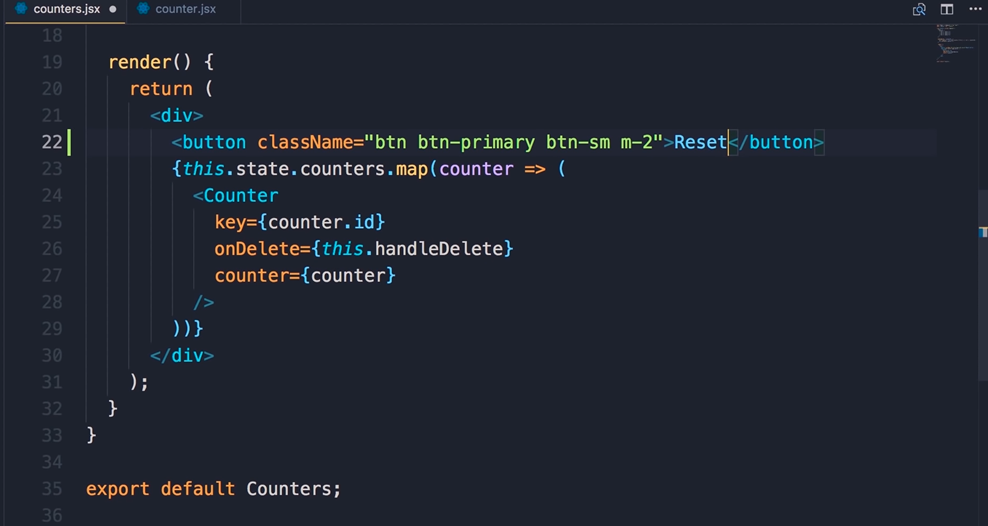 counters.jsx counter.jsx
18
19 render() {
20 return (
21 <div>
22 <button className="btn btn-primary btn-sm m-2">Reset</button>
23 {this.state.counters.map(counter => (
24 <Counter
25 key={counter.id}
26 onDelete={this.handleDelete}
27 counter={counter}
28 />
29 ))}
30 </div>
31 );
32 }
33 }
34
35 export default Counters;
36